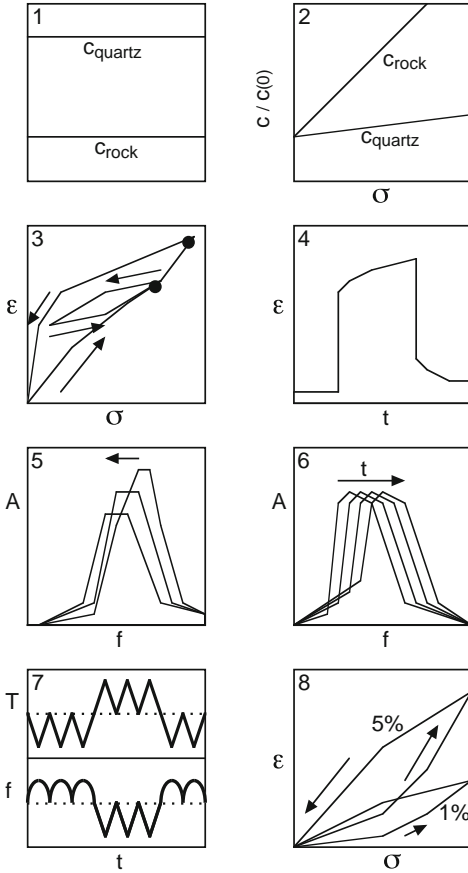 1
c_quartz
c_rock
2
c / c(0)
c_rock
c_quartz
σ
3
ε
σ
4
ε
t
5
A
f
6
t
A
f
7
T
f
t
8
5%
ε
1%
σ